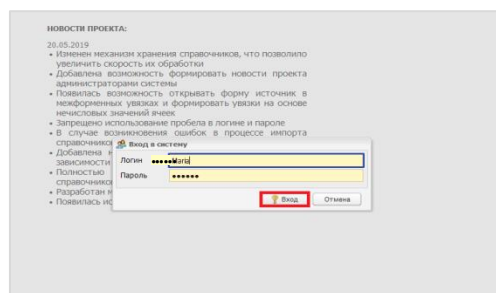 НОВОСТИ ПРОЕКТА:
20.05.2019
• Изменен механизм хранения справочников, что позволило
увеличить скорость их обработки
• Добавлена возможность формировать новости проекта
администраторами системы
• Появилась возможность открывать форму источник в
межформенных увязках и формировать увязки на основе
нечисловых значений ячеек
• Запрещено использование пробела в логине и пароле
• В случае возникновения ошибок в процессе импорта
справочнико
• Добавлена
зависимости
• Полностью
справочнико
• Разработан
• Появилась
Вход в систему
Логин
Пароль
Вход
Отмена